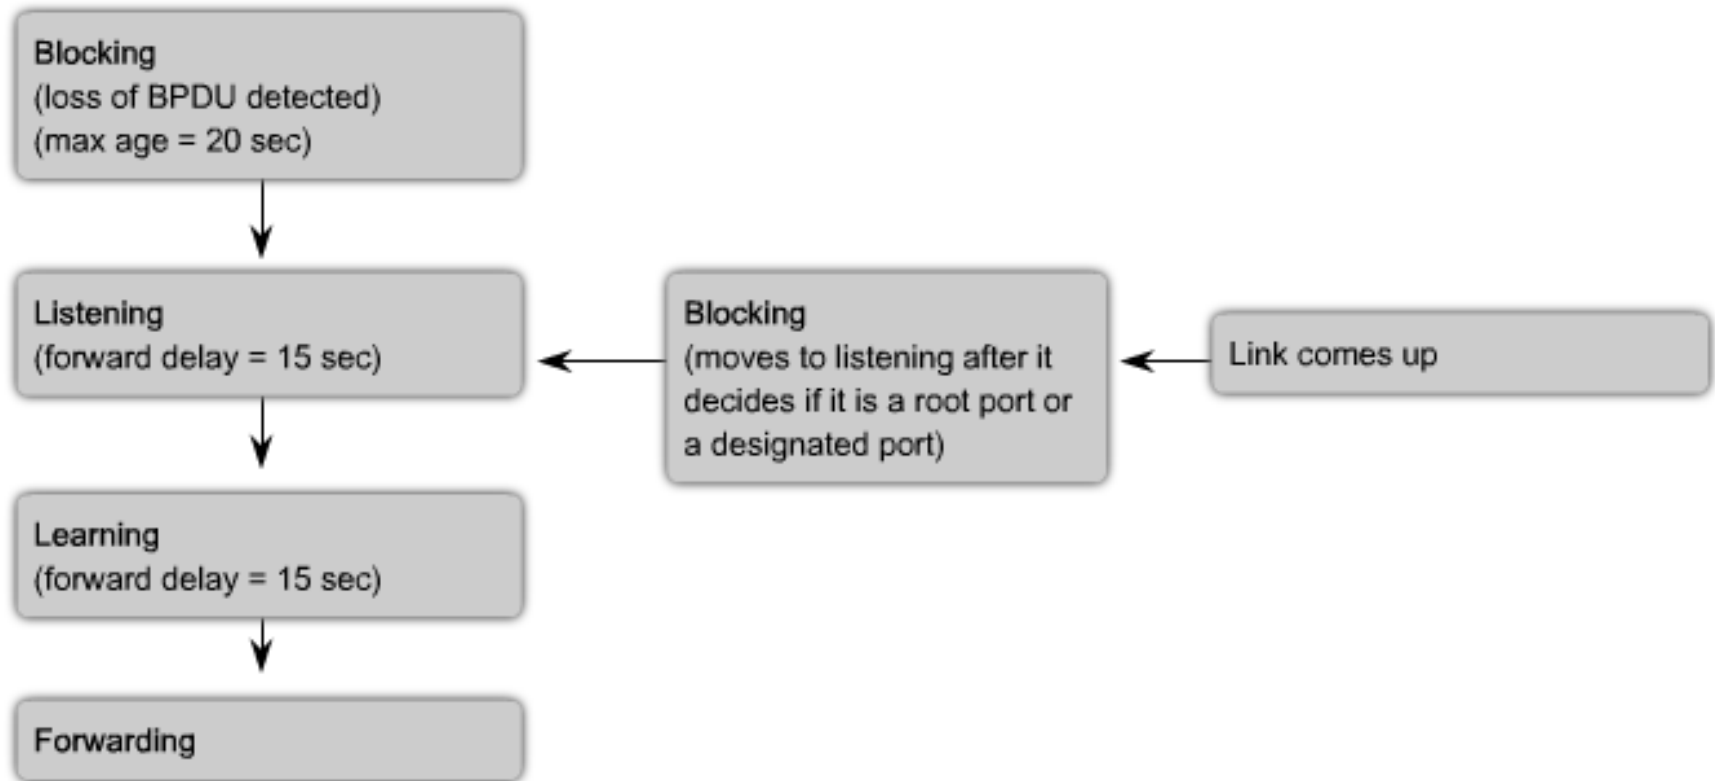 Blocking
(loss of BPDU detected)
(max age = 20 sec)
Listening
(forward delay = 15 sec)
Blocking
(moves to listening after it
decides if it is a root port or
a designated port)
Link comes up
Learning
(forward delay = 15 sec)
Forwarding